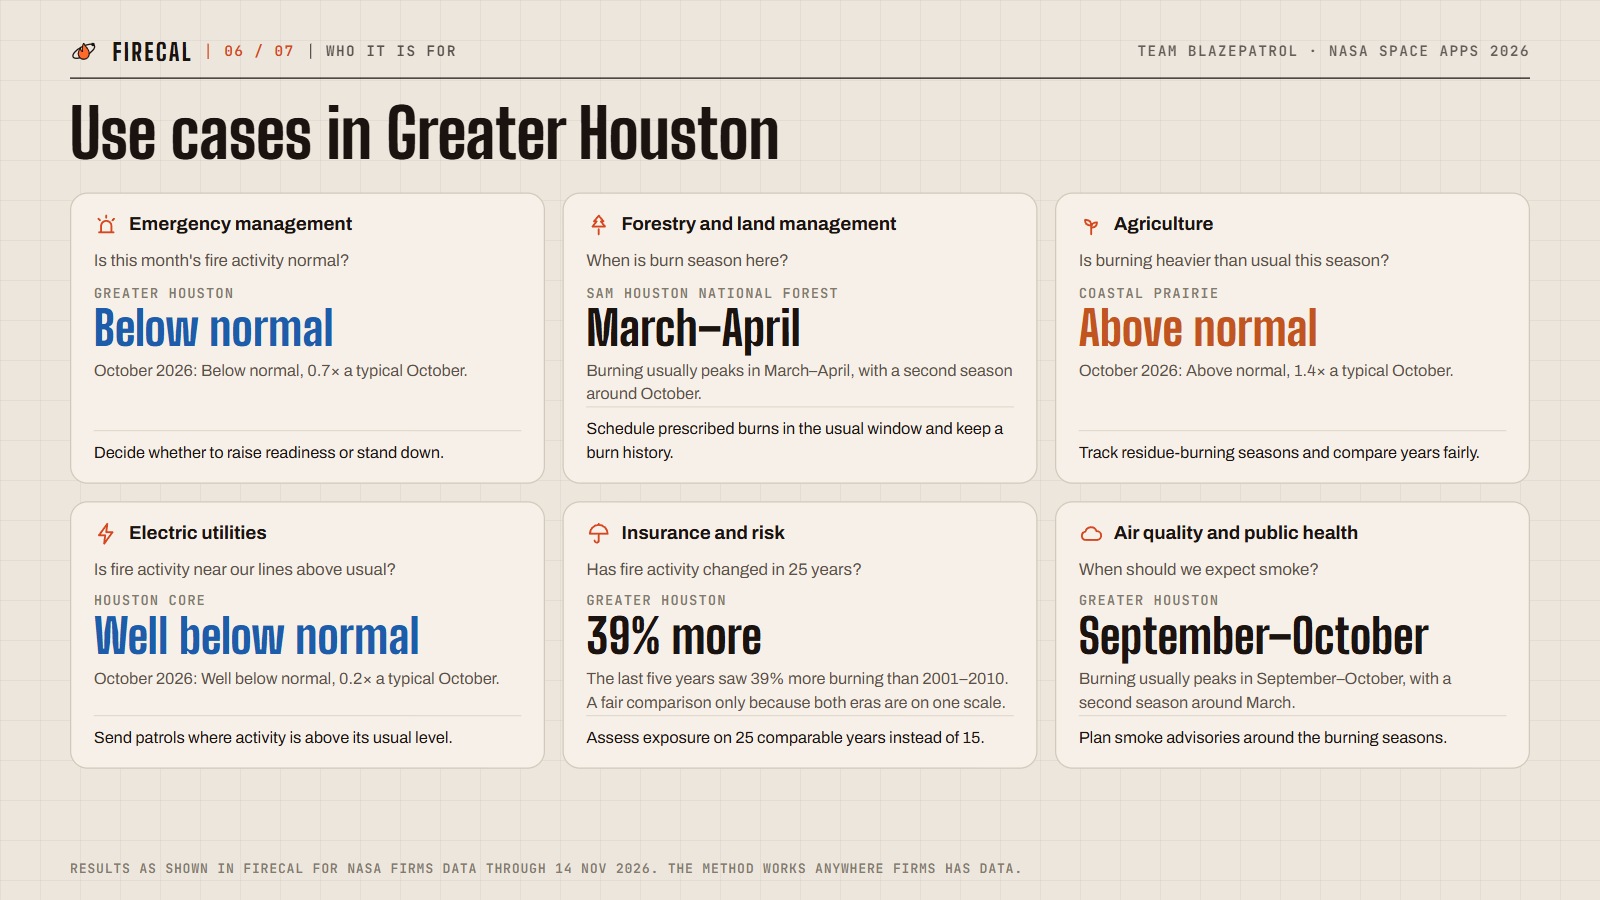 FIRECAL | 06 / 07 | WHO IT IS FOR
TEAM BLAZEPATROL · NASA SPACE APPS 2026
Use cases in Greater Houston
Emergency management
Is this month's fire activity normal?
GREATER HOUSTON
Below normal
October 2026: Below normal, 0.7× a typical October.
Decide whether to raise readiness or stand down.
Forestry and land management
When is burn season here?
SAM HOUSTON NATIONAL FOREST
March–April
Burning usually peaks in March–April, with a second season
around October.
Schedule prescribed burns in the usual window and keep a
burn history.
Agriculture
Is burning heavier than usual this season?
COASTAL PRAIRIE
Above normal
October 2026: Above normal, 1.4× a typical October.
Track residue-burning seasons and compare years fairly.
Electric utilities
Is fire activity near our lines above usual?
HOUSTON CORE
Well below normal
October 2026: Well below normal, 0.2× a typical October.
Send patrols where activity is above its usual level.
Insurance and risk
Has fire activity changed in 25 years?
GREATER HOUSTON
39% more
The last five years saw 39% more burning than 2001–2010.
A fair comparison only because both eras are on one scale.
Assess exposure on 25 comparable years instead of 15.
Air quality and public health
When should we expect smoke?
GREATER HOUSTON
September–October
Burning usually peaks in September–October, with a
second season around March.
Plan smoke advisories around the burning seasons.
RESULTS AS SHOWN IN FIRECAL FOR NASA FIRMS DATA THROUGH 14 NOV 2026. THE METHOD WORKS ANYWHERE FIRMS HAS DATA.